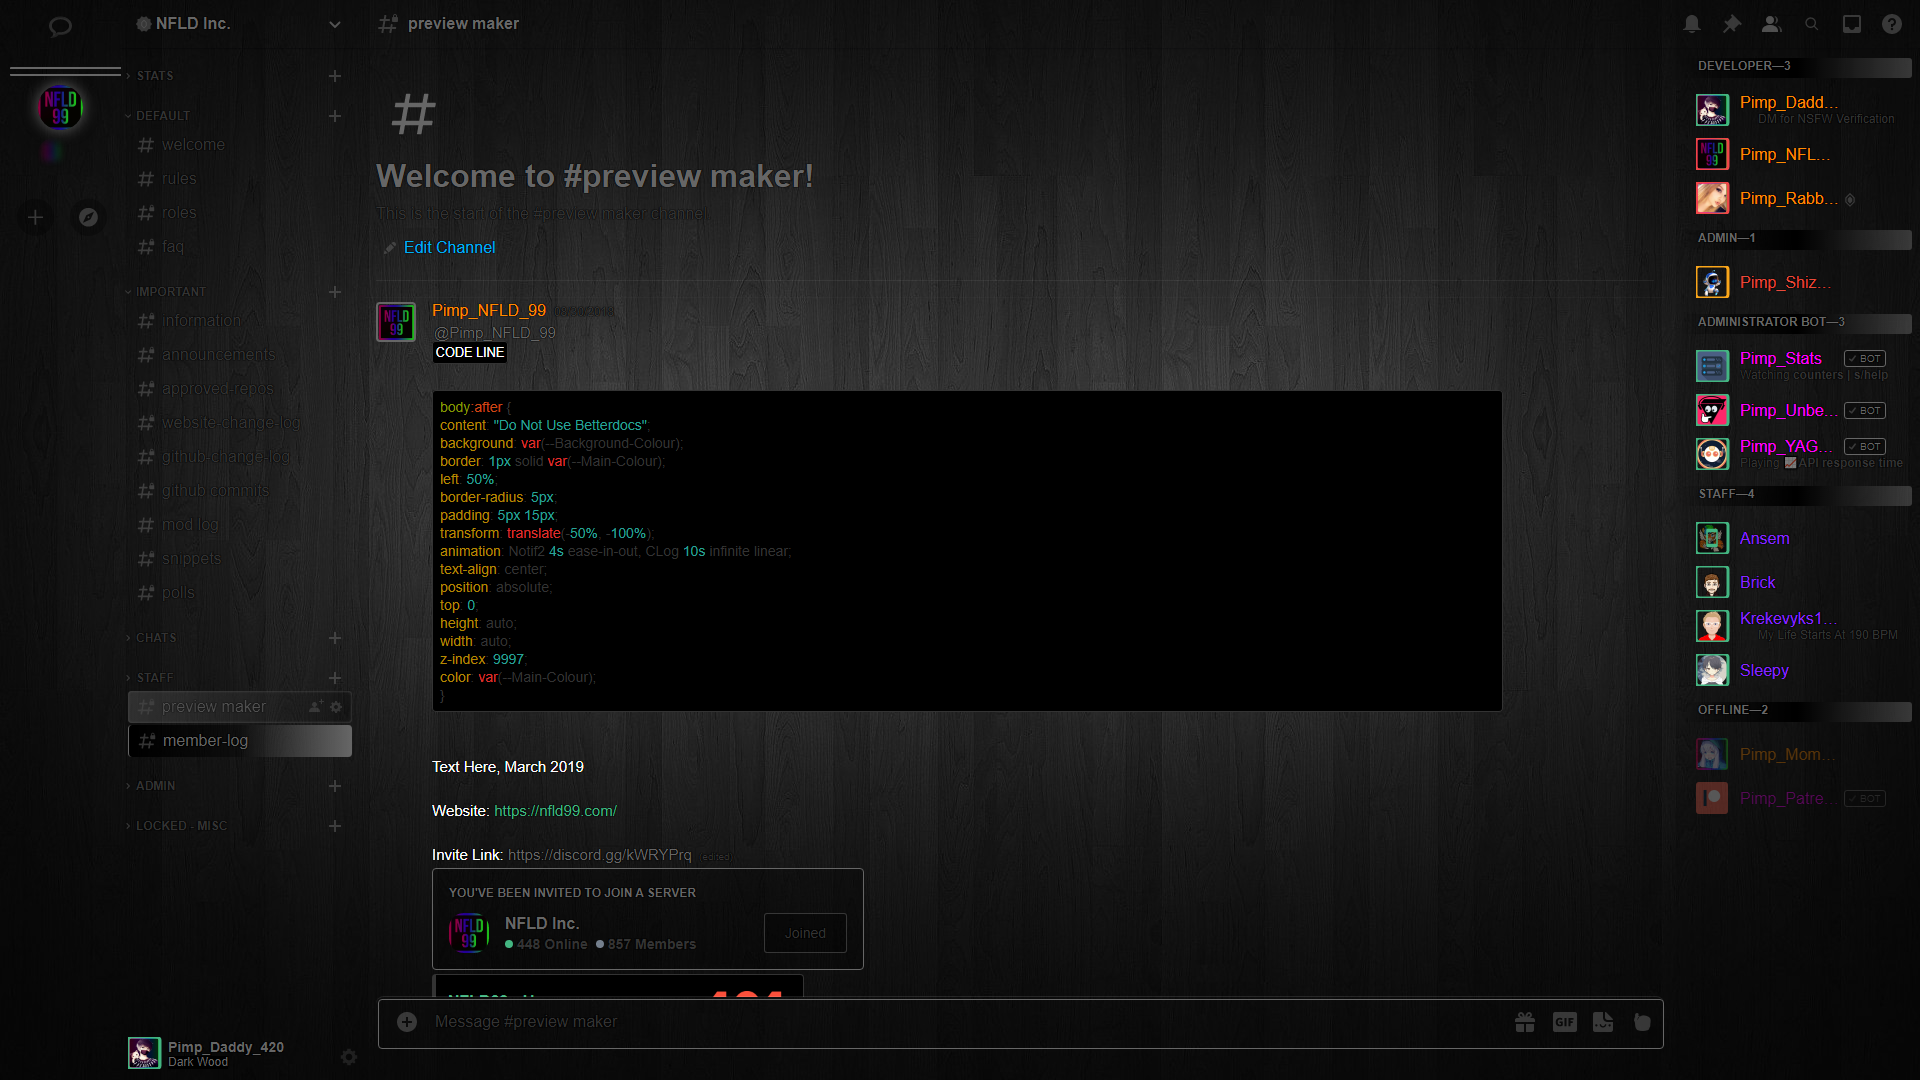 NFLD Inc.
STATS
DEFAULT
welcome
rules
roles
faq
IMPORTANT
information
announcements
approved-repos
website-change-log
github-change-log
github commits
mod log
snippets
polls
CHATS
STAFF
preview maker
member-log
ADMIN
LOCKED - MISC
Pimp_Daddy_420
Dark Wood
NFLD
99
preview maker
Welcome to #preview maker!
This is the start of the #preview maker channel.
Edit Channel
Pimp_NFLD_99
@Pimp_NFLD_99
CODE LINE
body:after {
content: "Do Not Use Betterdocs";
background: var(--Background-Colour);
border: 1px solid var(--Main-Colour);
left: 50%;
border-radius: 5px;
padding: 5px 15px;
transform: translate(-50%, -100%);
animation: Notif2 4s ease-in-out, CLog 10s infinite linear;
text-align: center;
position: absolute;
top: 0;
height: auto;
width: auto;
z-index: 9997;
color: var(--Main-Colour);
}
Text Here, March 2019
Website: https://nfld99.com/
Invite Link: https://discord.gg/kWRYPrq (edited)
YOU'VE BEEN INVITED TO JOIN A SERVER
NFLD
99
NFLD Inc.
448 Online 857 Members
Joined
Message #preview maker
GIF
DEVELOPER—3
Pimp_Dadd...
DM for NSFW Verification
Pimp_NFL...
Pimp_Rabb...
ADMIN—1
Pimp_Shiz...
ADMINISTRATOR BOT—3
Pimp_Stats ✓ BOT
Watching counters | s/help
Pimp_Unbe... ✓ BOT
Pimp_YAG... ✓ BOT
Playing API response time
STAFF—4
Ansem
Brick
Krekevyks1...
My Life Starts At 190 BPM
Sleepy
OFFLINE—2
Pimp_Mom...
Pimp_Patre... ✓ BOT